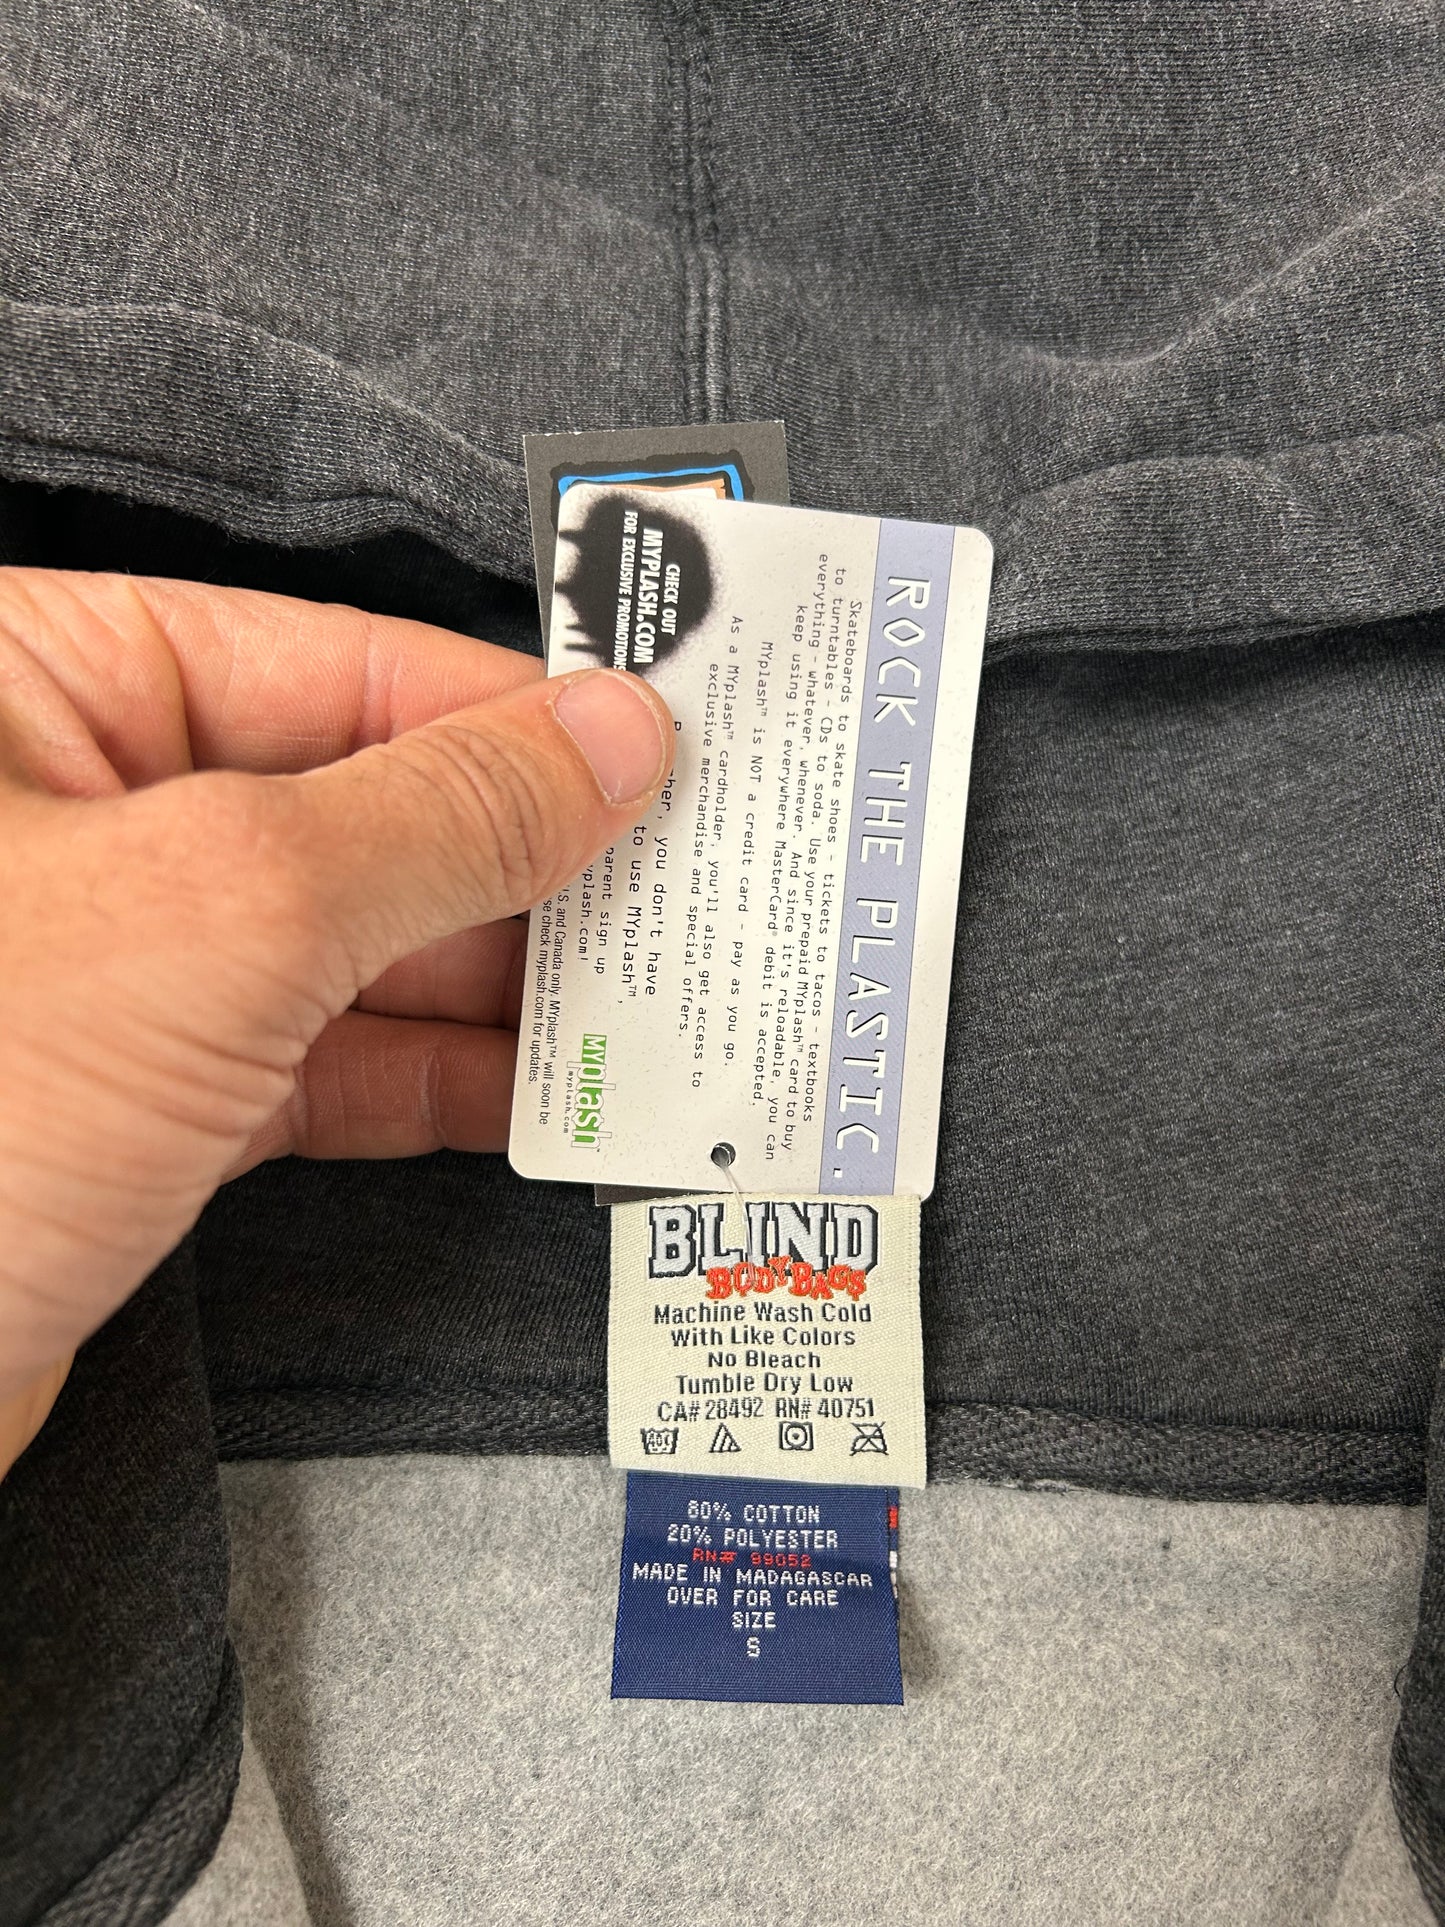 ROCK THE PLASTIC.
Skateboards to skate shoes - tickets to tacos - textbooks
to turntables - CDs to soda. Use your prepaid MYplash™ card to buy
everything - whatever, whenever. And since it's reloadable, you can
keep using it everywhere MasterCard® debit is accepted.
MYplash™ is NOT a credit card - pay as you go.
As a MYplash™ cardholder, you'll also get access to
exclusive merchandise and special offers.
CHECK OUT
MYPLASH.COM
FOR EXCLUSIVE PROMOTIONS
you don't have
to use MYplash™,
parent sign up
myplash.com!
U.S. and Canada only. MYplash™ will soon be
check myplash.com for updates.
MYplash™
myplash.com
BLIND
BODY BAGS
Machine Wash Cold
With Like Colors
No Bleach
Tumble Dry Low
CA# 28492 RN# 40751
40C
80% COTTON
20% POLYESTER
RN# 99052
MADE IN MADAGASCAR
OVER FOR CARE
SIZE
S